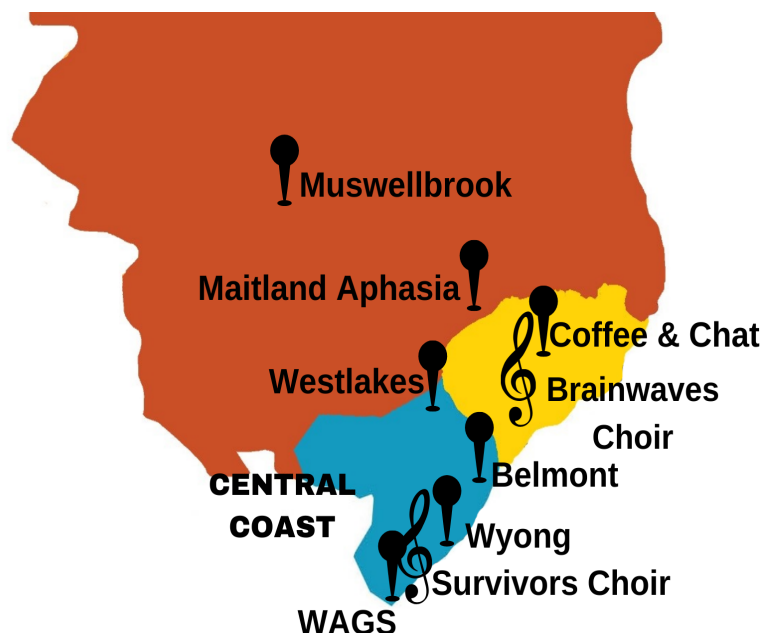 Muswellbrook
Maitland Aphasia
Coffee & Chat
Westlakes
Brainwaves
Choir
Belmont
CENTRAL
COAST
Wyong
Survivors Choir
WAGS